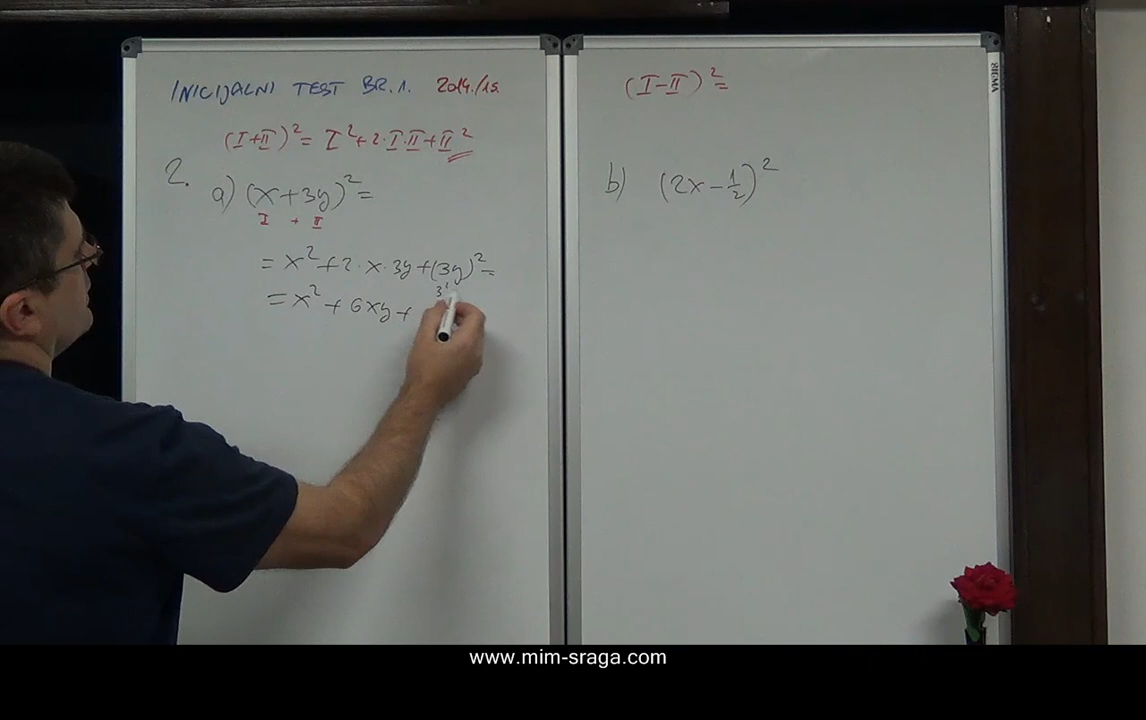 INICIJALNI TEST BR.1. 2014./15.
(I+II)²= I²+2·I·II+II²
2.
a) (x+3y)²=
I + II
= x²+2·x·3y+(3y)²=
= x²+6xy+
(I-II)²=
b) (2x-1/2)²
SIGMA
www.mim-sraga.com